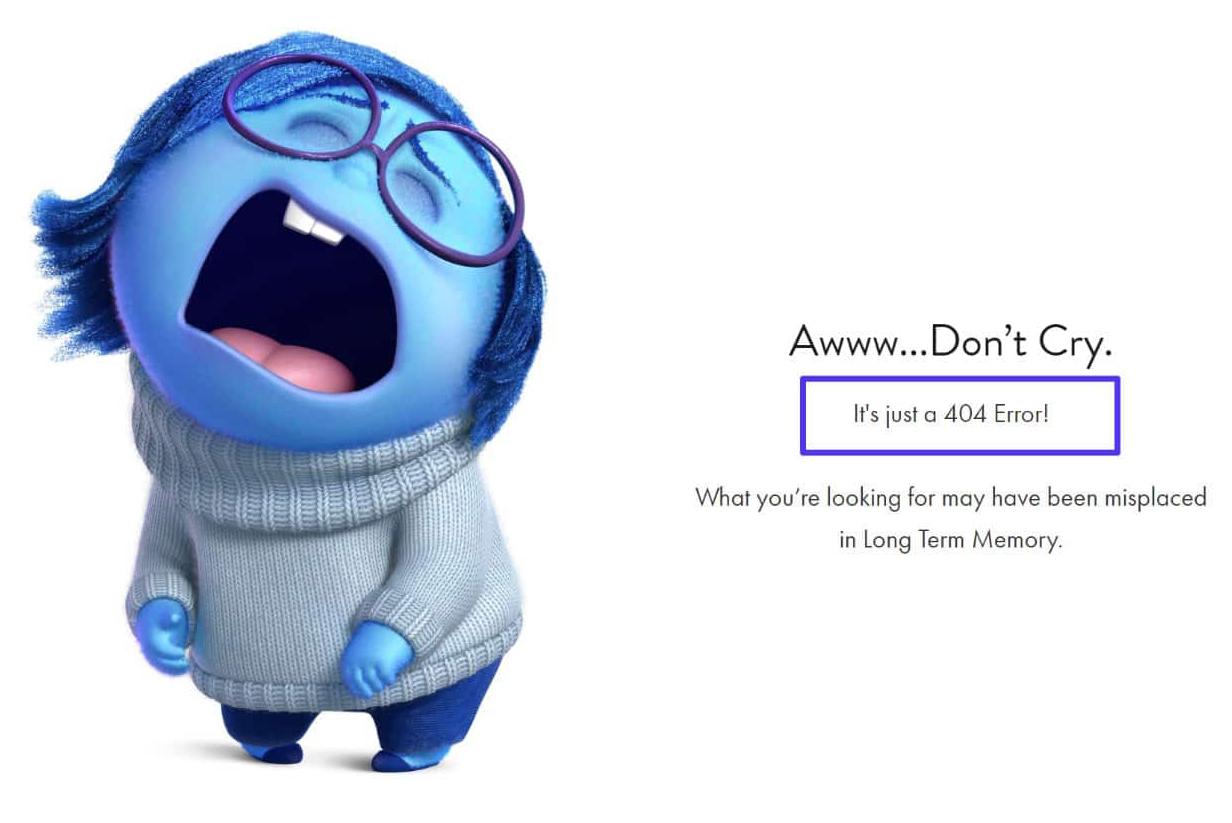 Awww...Don’t Cry.
It's just a 404 Error!
What you’re looking for may have been misplaced
in Long Term Memory.